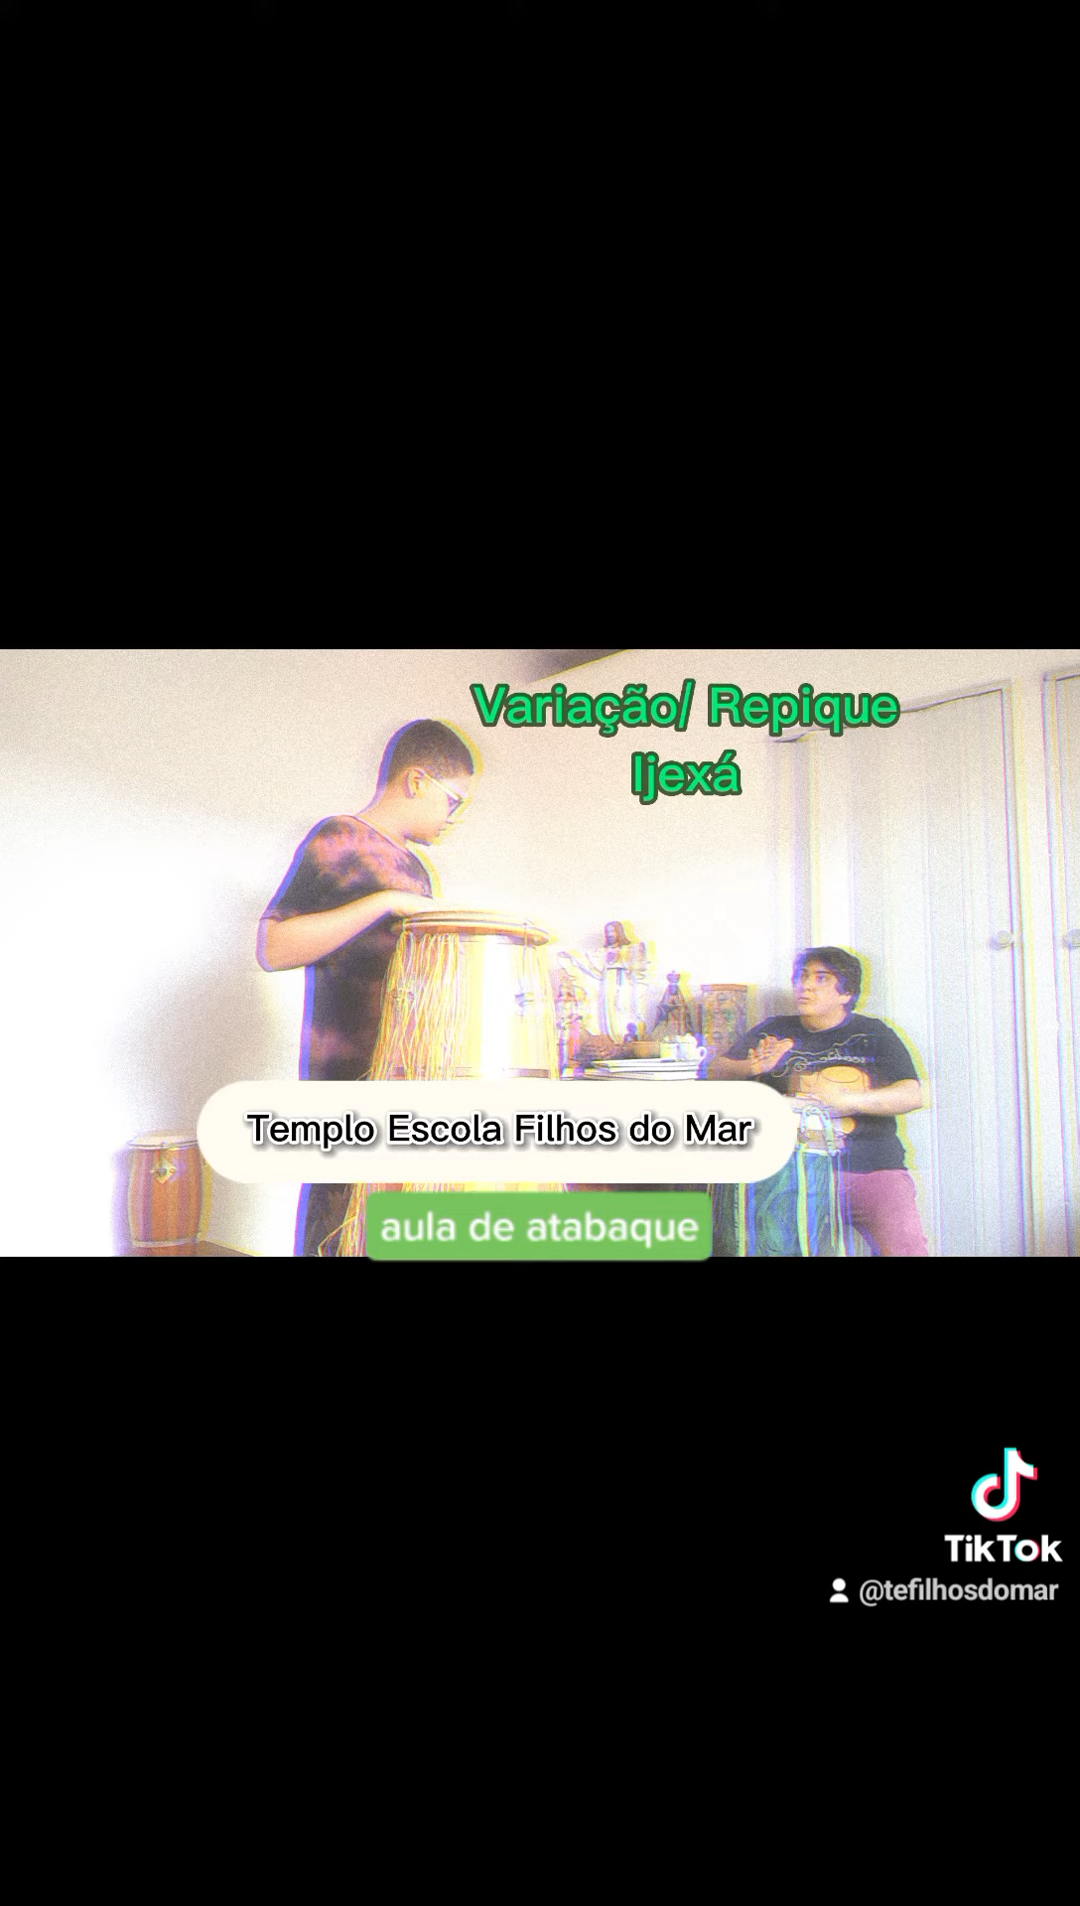 Variação/ Repique
Ijexá
Templo Escola Filhos do Mar
aula de atabaque
TikTok
@tefilhosdomar